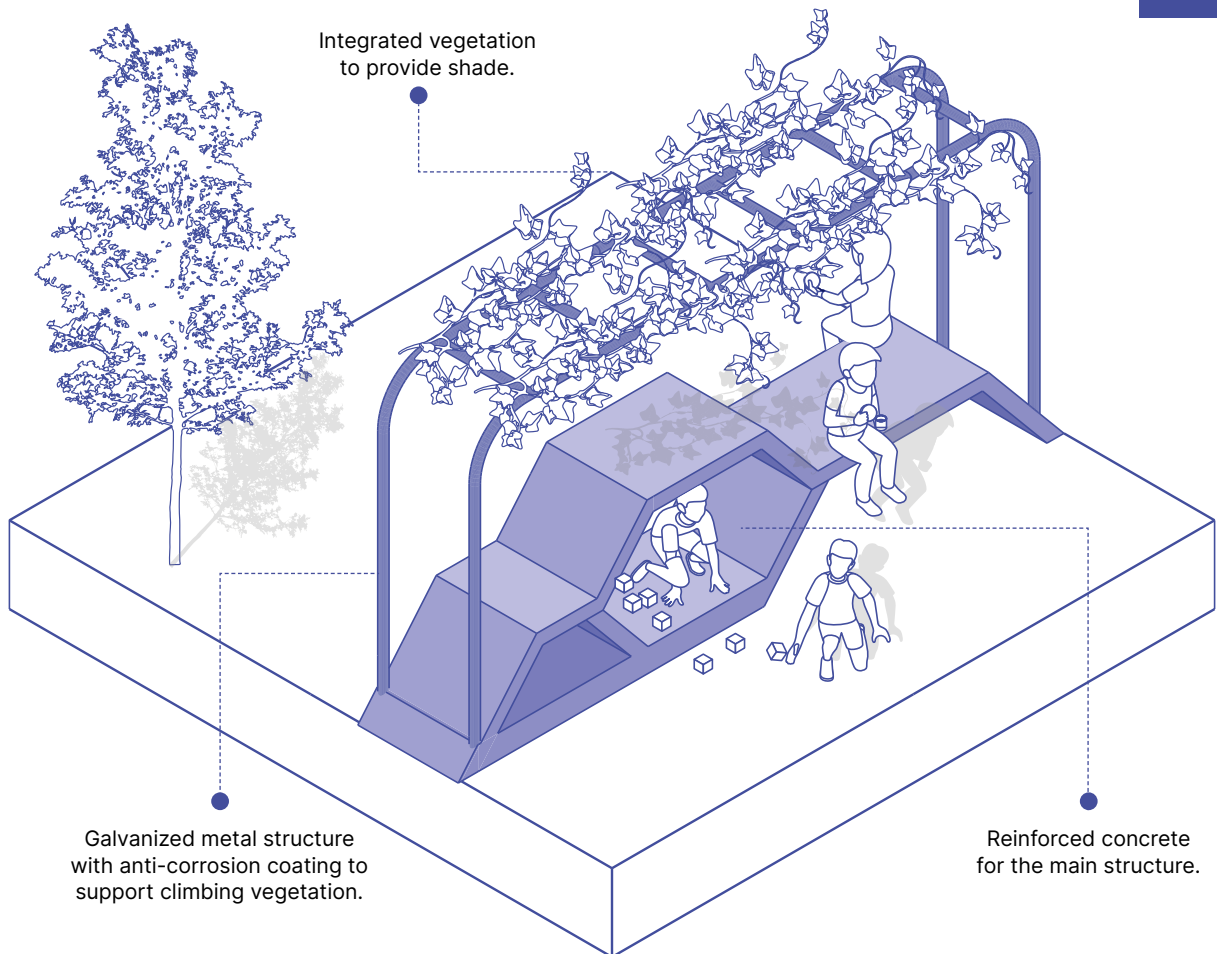 Integrated vegetation
to provide shade.
Galvanized metal structure
with anti-corrosion coating to
support climbing vegetation.
Reinforced concrete
for the main structure.